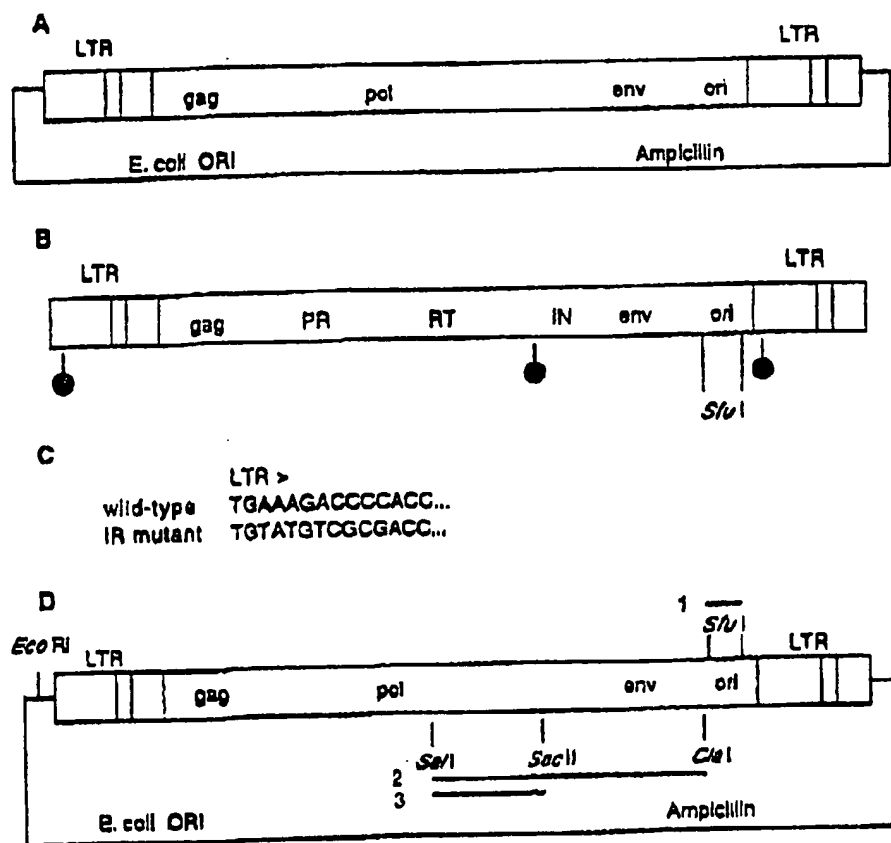 A
LTR LTR
gag pol env ori
E. coli ORI Ampicillin
B
LTR LTR
gag PR RT IN env ori
Sfu I
C
LTR >
wild-type TGAAAGACCCCACC...
IR mutant TGTATGTCGCGACC...
D
1
EcoRI Sfu I
LTR LTR
gag pol env ori
Sal I Sac II Cla I
2
3
E. coli ORI Ampicillin